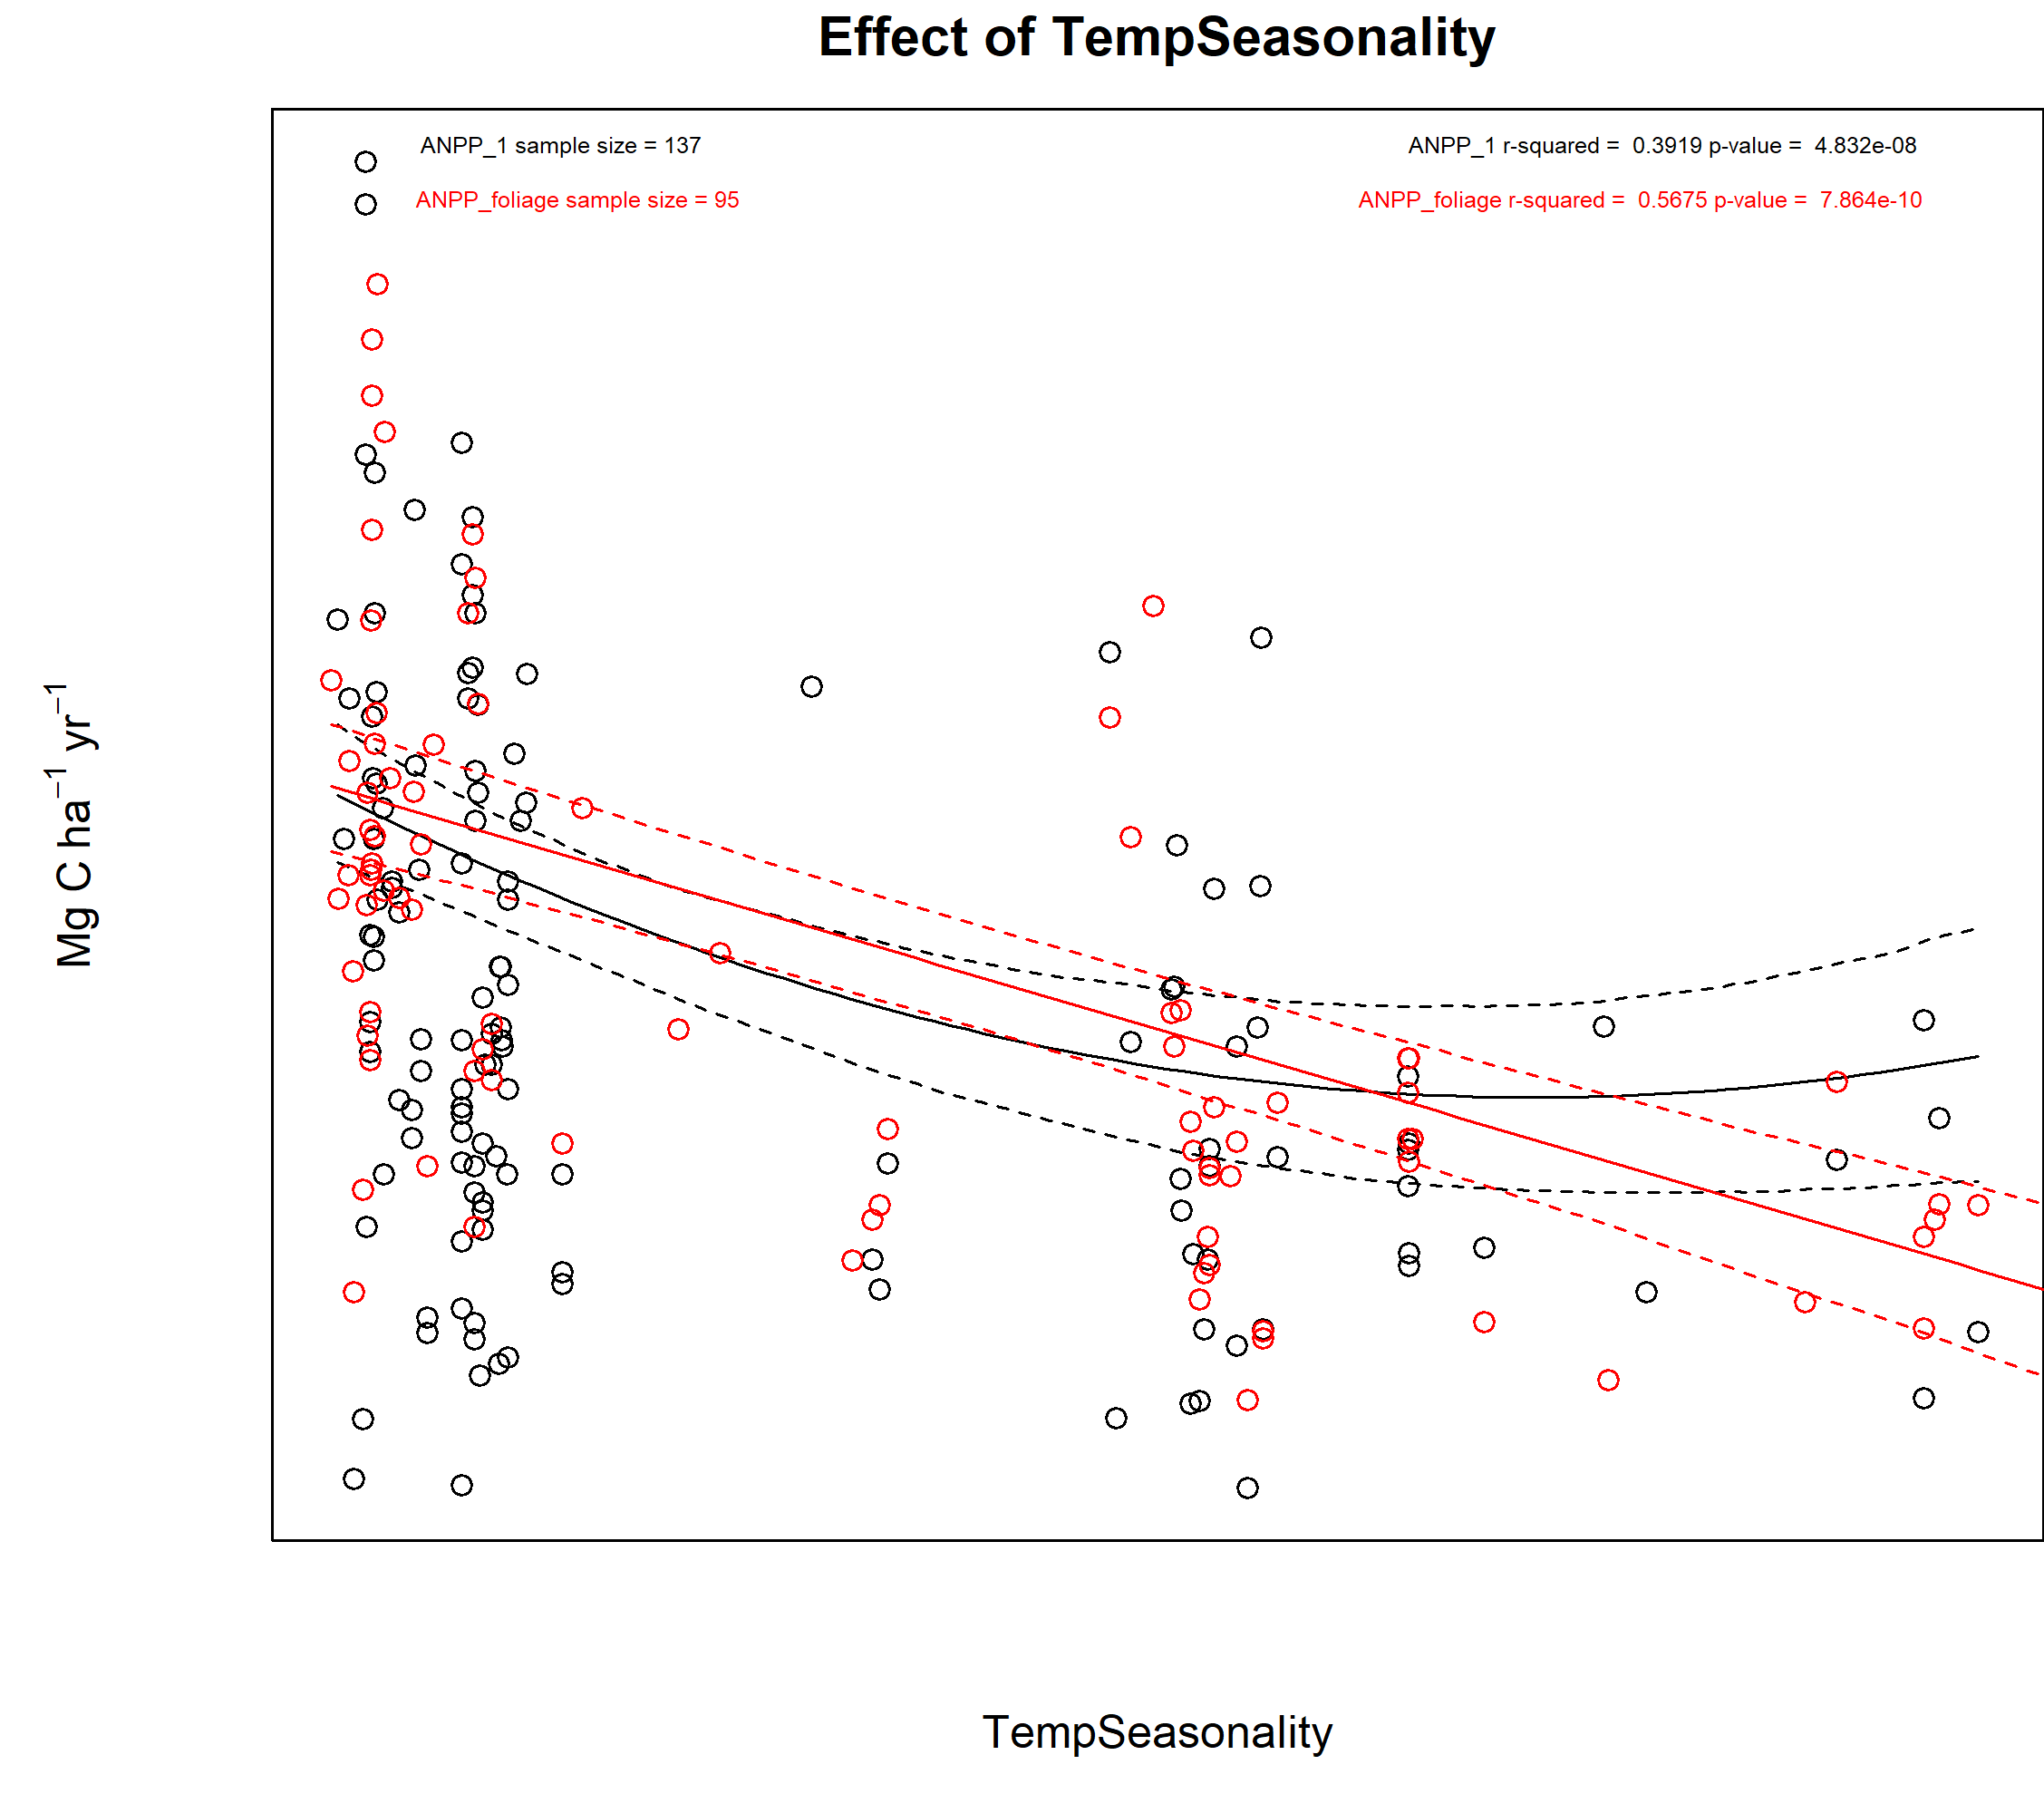 Effect of TempSeasonality
ANPP_1 sample size = 137
ANPP_1 r-squared = 0.3919 p-value = 4.832e-08
ANPP_foliage sample size = 95
ANPP_foliage r-squared = 0.5675 p-value = 7.864e-10
Mg C ha⁻¹ yr⁻¹
TempSeasonality